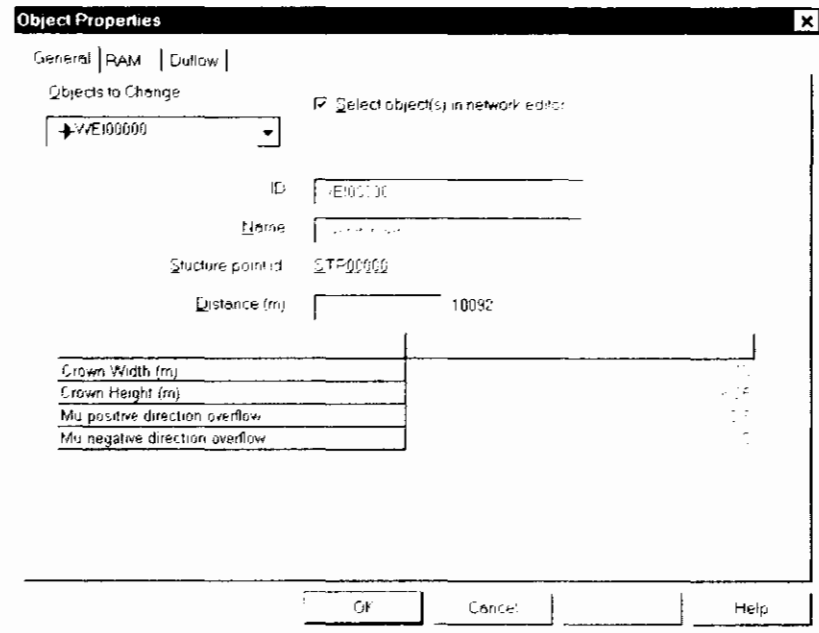 Object Properties
General RAM Duflow
Objects to Change
Select object(s) in network editor
WEI00000
ID
Name
Stucture point id STP00000
Distance (m) 10092
Crown Width (m)
Crown Height (m)
Mu positive direction overflow
Mu negative direction overflow
OK Cancel Help